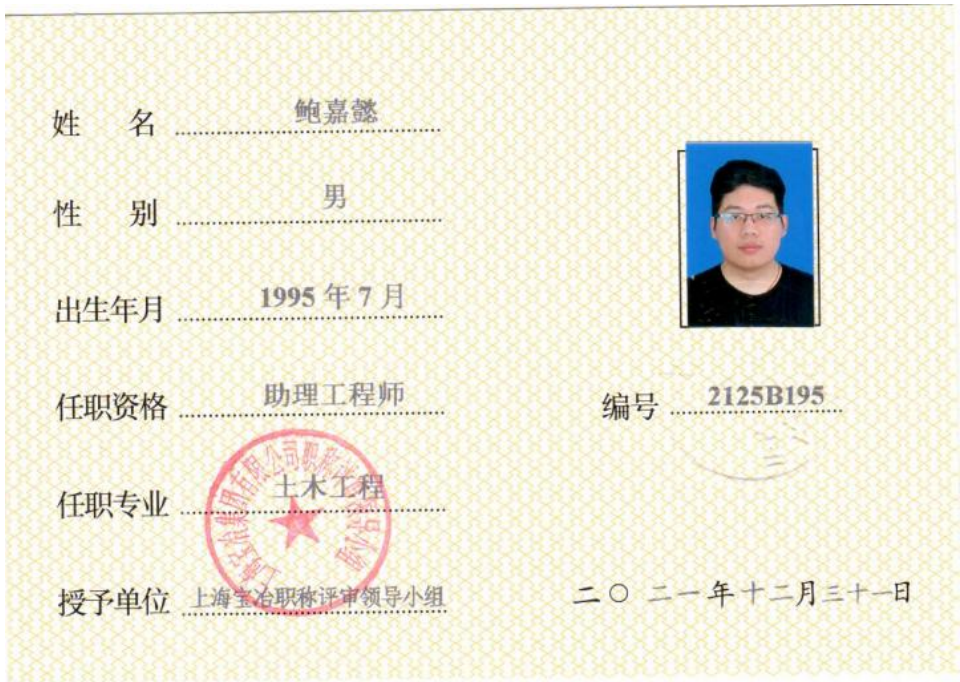 姓 名 鲍嘉懿
性 别 男
出生年月 1995 年 7 月
任职资格 助理工程师
编号 2125B195
任职专业 土木工程
授予单位 上海宝冶职称评审领导小组
二〇二一年十二月三十一日